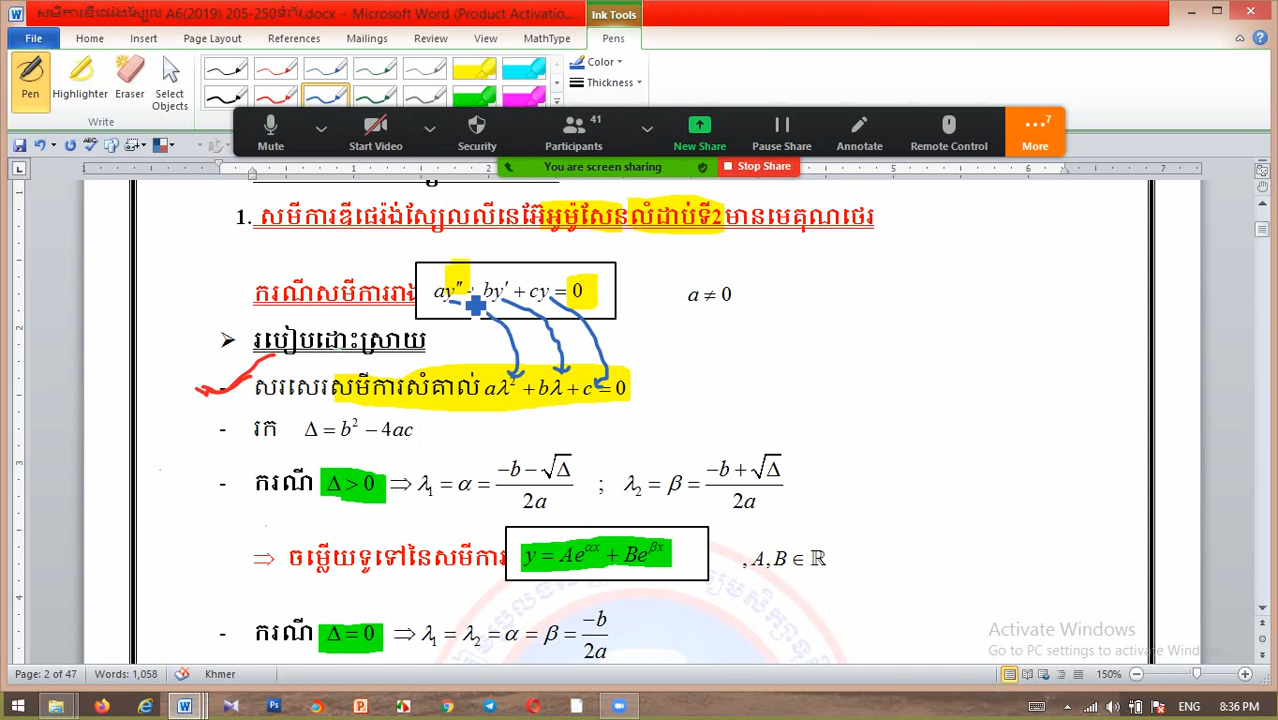 សមីការឌីផេរ៉ង់ស្យែល A6(2019) 205-250ទំព័រ.docx - Microsoft Word (Product Activatio...
Ink Tools
File Home Insert Page Layout References Mailings Review View MathType Pens
Color
Thickness
Pen Highlighter Eraser Select Objects
Write
Mute Start Video Security Participants 41 New Share Pause Share Annotate Remote Control More 7
You are screen sharing Stop Share
1. សមីការឌីផេរ៉ង់ស្យែលលីនេអ៊ែអូម៉ូសែនលំដាប់ទី2មានមេគុណថេរ
ករណីសមីការរាង ay″ + by′ + cy = 0 a ≠ 0
➢ របៀបដោះស្រាយ
- សរសេរសមីការសំគាល់ aλ² + bλ + c = 0
- រក Δ = b² − 4ac
- ករណី Δ > 0 ⇒ λ₁ = α = (−b − √Δ)/2a ; λ₂ = β = (−b + √Δ)/2a
⇒ ចម្លើយទូទៅនៃសមីការ y = Ae^{αx} + Be^{βx} , A, B ∈ ℝ
- ករណី Δ = 0 ⇒ λ₁ = λ₂ = α = β = −b/2a
Activate Windows
Go to PC settings to activate Windows.
Page: 2 of 47 Words: 1,058 Khmer 150%
ENG 8:36 PM